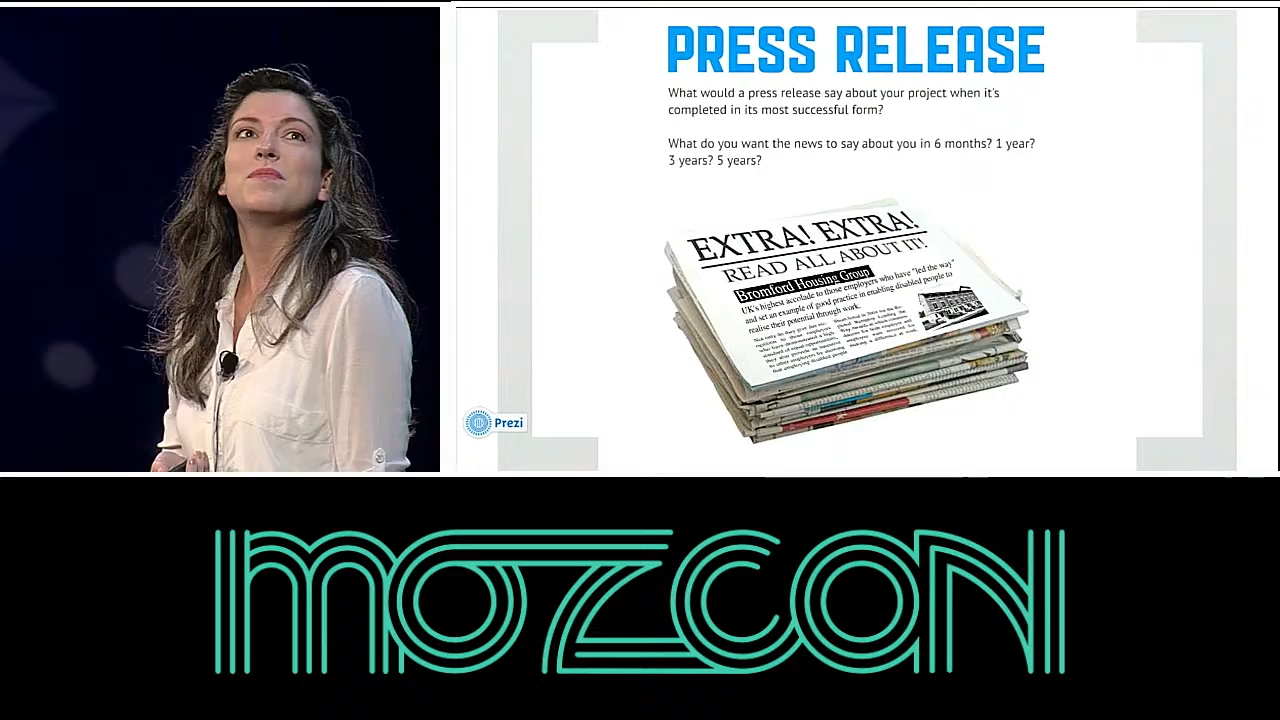 PRESS RELEASE
What would a press release say about your project when it's
completed in its most successful form?
What do you want the news to say about you in 6 months? 1 year?
3 years? 5 years?
EXTRA! EXTRA!
READ ALL ABOUT IT!
Bromford Housing Group who have "led the way"
UK's highest accolade to those employers
and set an example of good practice in enabling disabled people to
realise their potential through work.
Prezi
mozcon